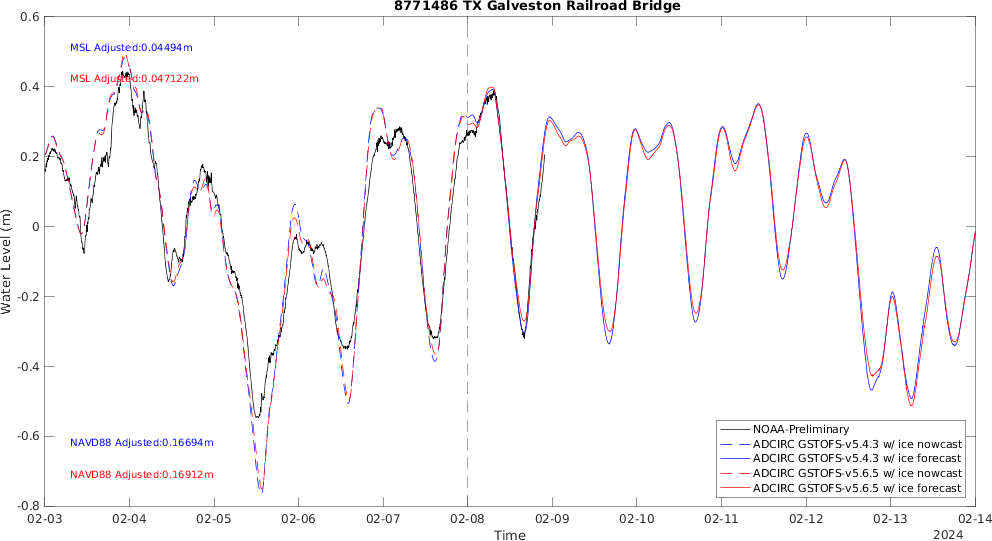 8771486 TX Galveston Railroad Bridge
0.6
MSL Adjusted:0.04494m
MSL Adjusted:0.047122m
0.4
0.2
0
-0.2
-0.4
-0.6
-0.8
Water Level (m)
NAVD88 Adjusted:0.16694m
NAVD88 Adjusted:0.16912m
NOAA-Preliminary
ADCIRC GSTOFS-v5.4.3 w/ ice nowcast
ADCIRC GSTOFS-v5.4.3 w/ ice forecast
ADCIRC GSTOFS-v5.6.5 w/ ice nowcast
ADCIRC GSTOFS-v5.6.5 w/ ice forecast
02-03 02-04 02-05 02-06 02-07 02-08 02-09 02-10 02-11 02-12 02-13 02-14
Time
2024